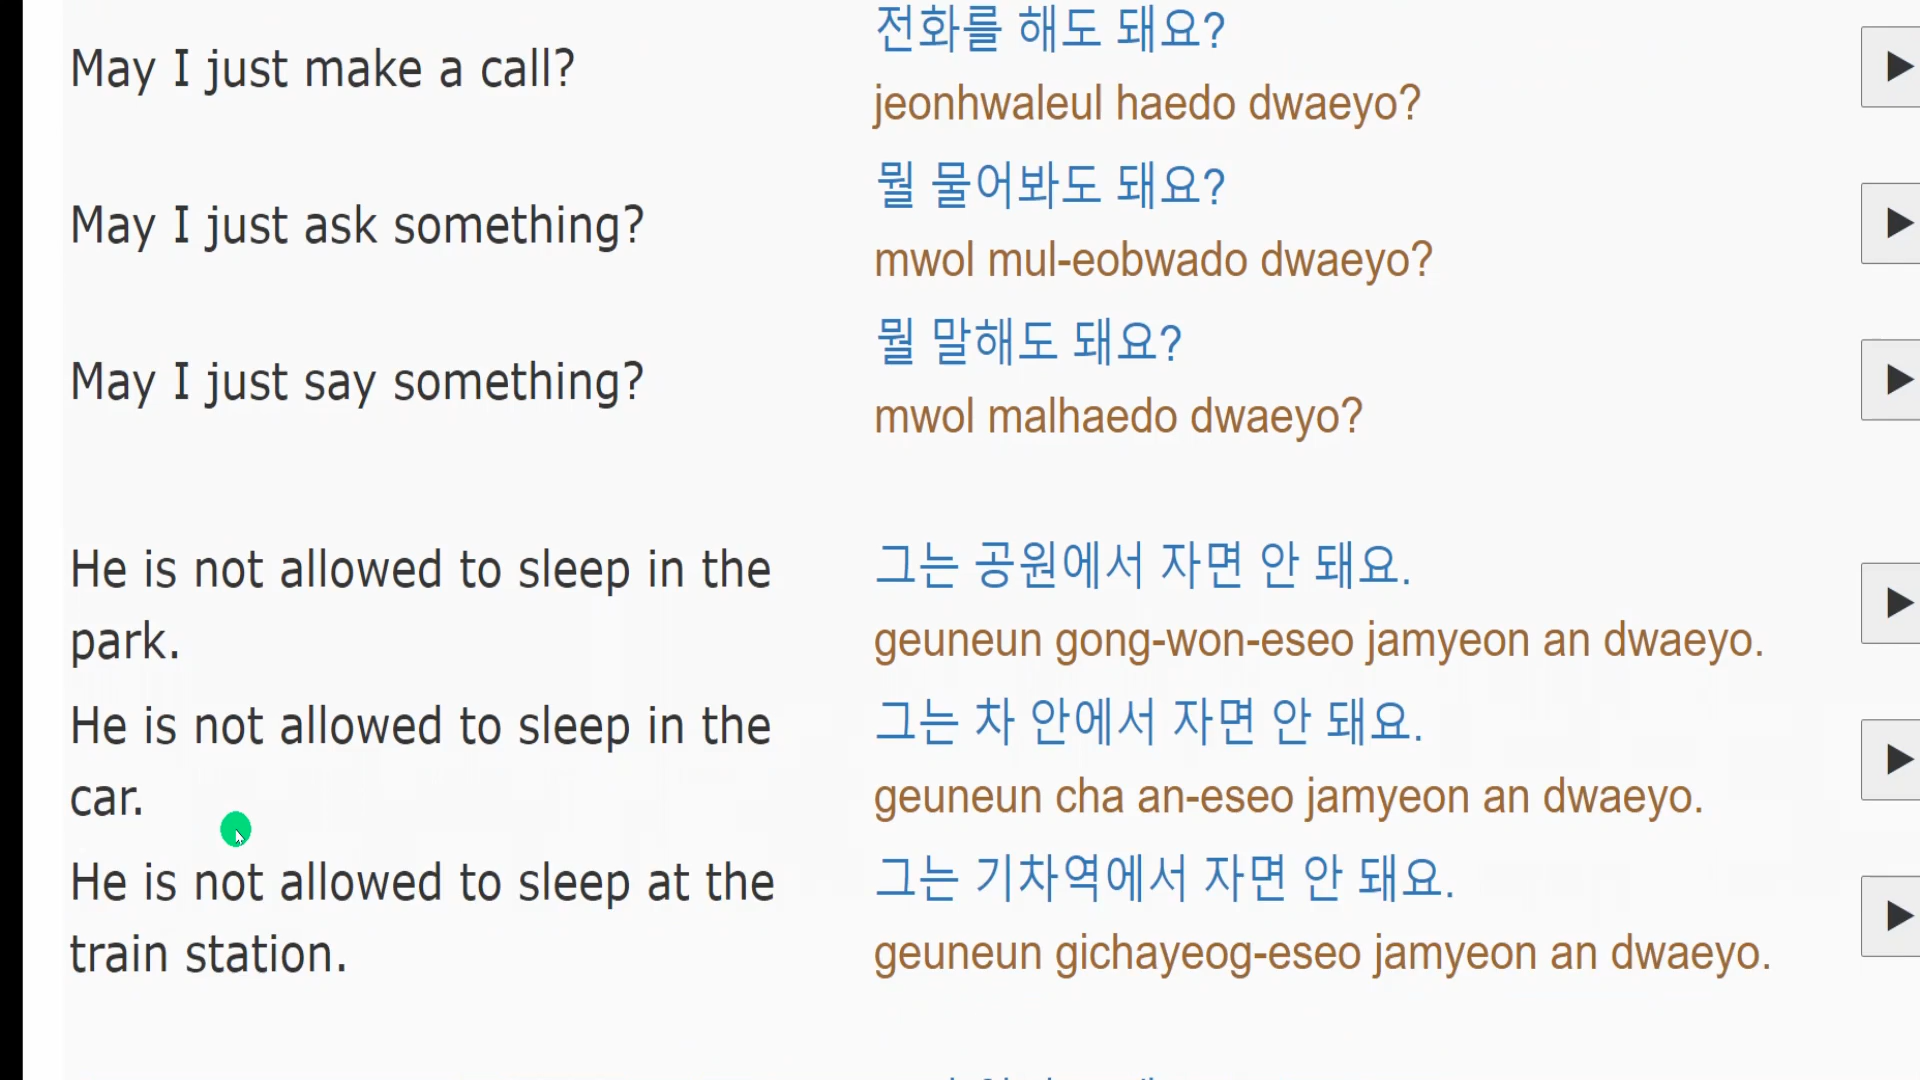 May I just make a call?
전화를 해도 돼요?
jeonhwaleul haedo dwaeyo?
May I just ask something?
뭘 물어봐도 돼요?
mwol mul-eobwado dwaeyo?
May I just say something?
뭘 말해도 돼요?
mwol malhaedo dwaeyo?
He is not allowed to sleep in the
park.
그는 공원에서 자면 안 돼요.
geuneun gong-won-eseo jamyeon an dwaeyo.
He is not allowed to sleep in the
car.
그는 차 안에서 자면 안 돼요.
geuneun cha an-eseo jamyeon an dwaeyo.
He is not allowed to sleep at the
train station.
그는 기차역에서 자면 안 돼요.
geuneun gichayeog-eseo jamyeon an dwaeyo.